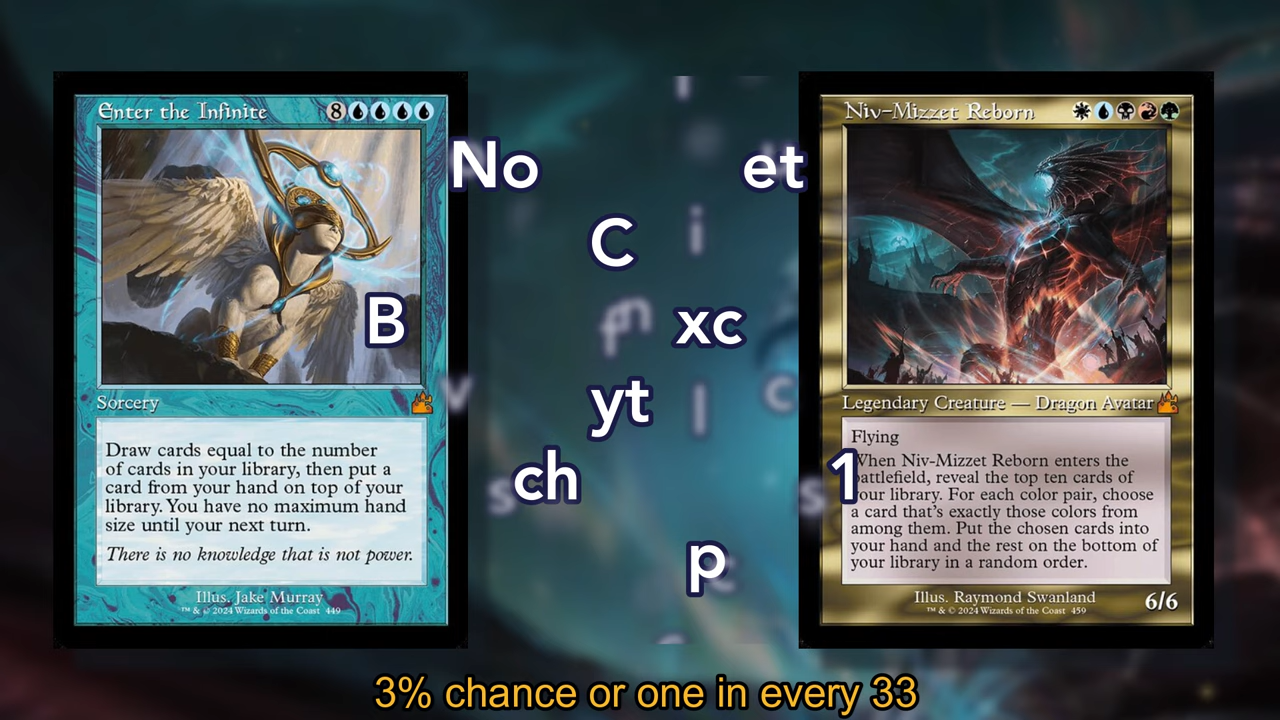 Enter the Infinite 8
Sorcery
Draw cards equal to the number
of cards in your library, then put a
card from your hand on top of your
library. You have no maximum hand
size until your next turn.
There is no knowledge that is not power.
Illus. Jake Murray
™ & © 2024 Wizards of the Coast 449
No et
C
B xc
yt
ch 1
p
Niv-Mizzet Reborn
Legendary Creature — Dragon Avatar
Flying
When Niv-Mizzet Reborn enters the
battlefield, reveal the top ten cards of
your library. For each color pair, choose
a card that's exactly those colors from
among them. Put the chosen cards into
your hand and the rest on the bottom of
your library in a random order.
Illus. Raymond Swanland
™ & © 2024 Wizards of the Coast 459
6/6
3% chance or one in every 33